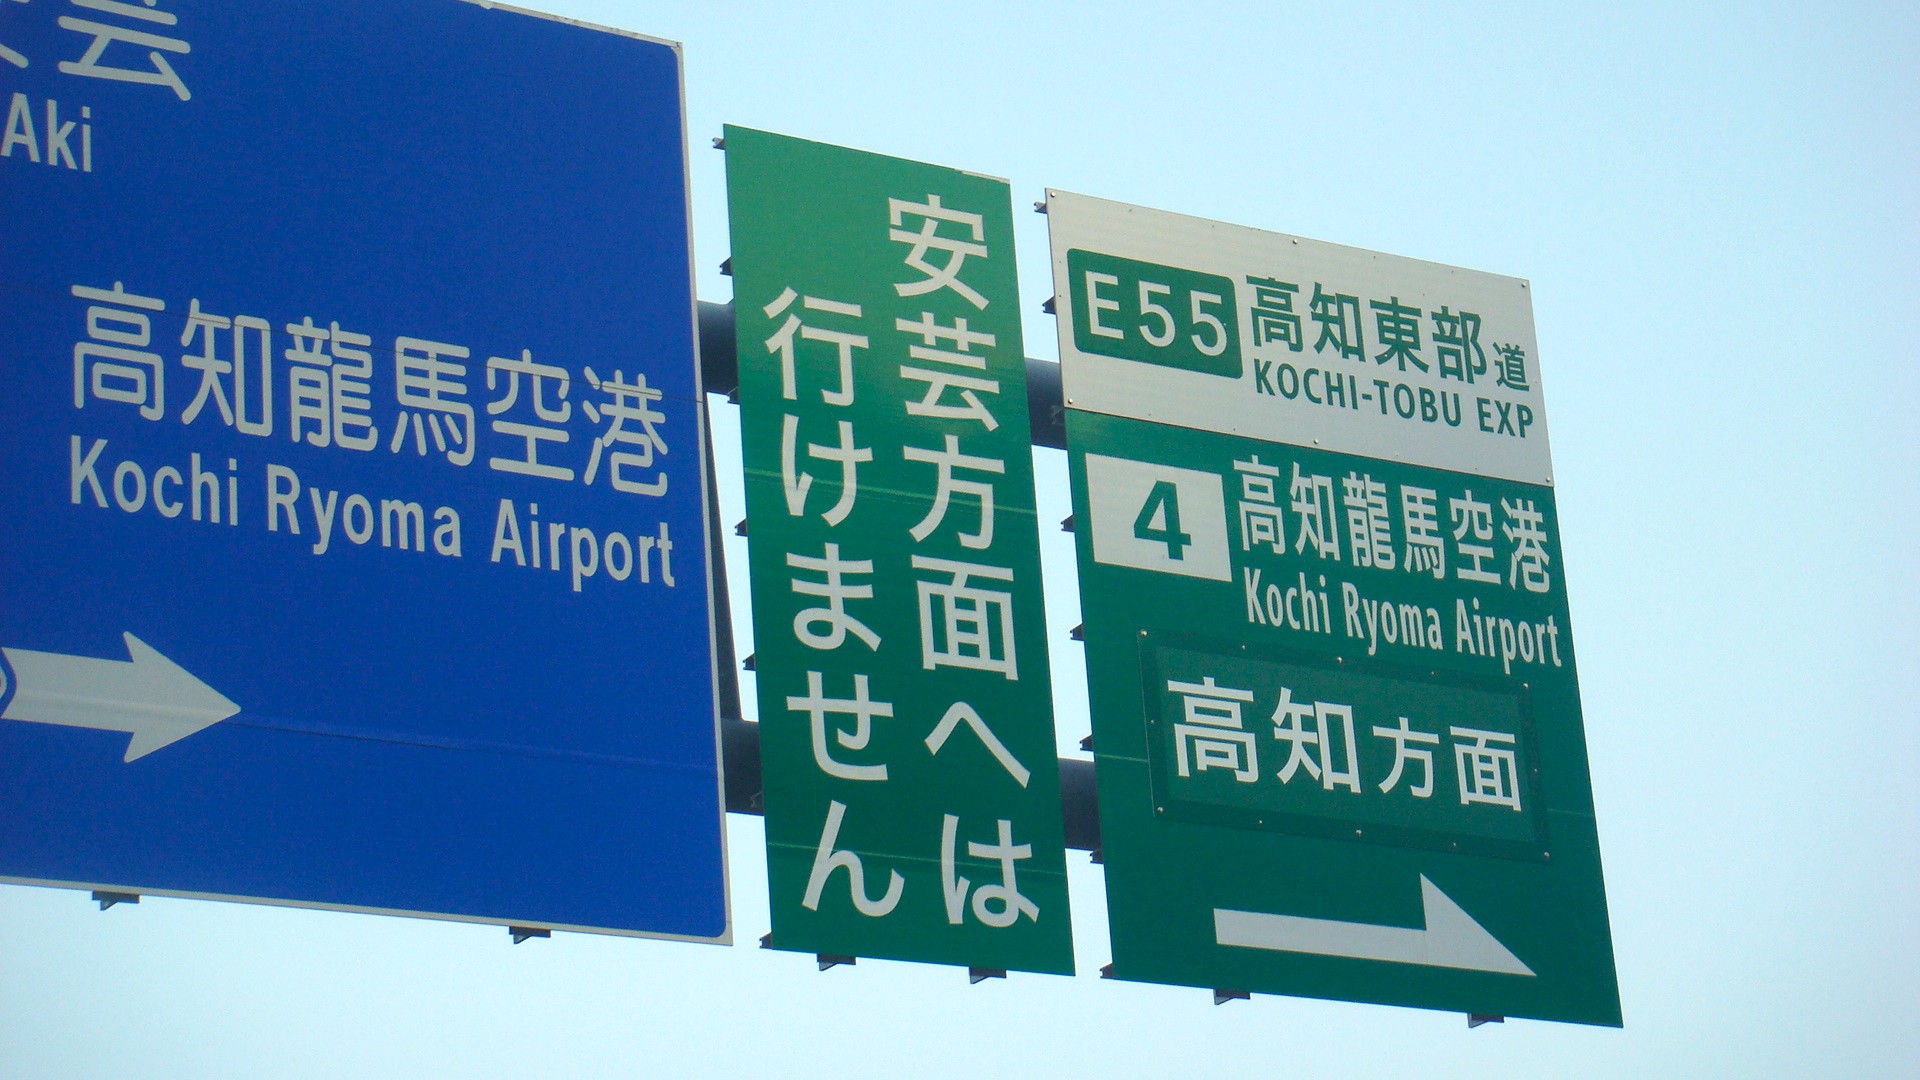 芸
Aki
高知龍馬空港
Kochi Ryoma Airport
安芸方面へは
行けません
E55 高知東部道
KOCHI-TOBU EXP
4 高知龍馬空港
Kochi Ryoma Airport
高知方面